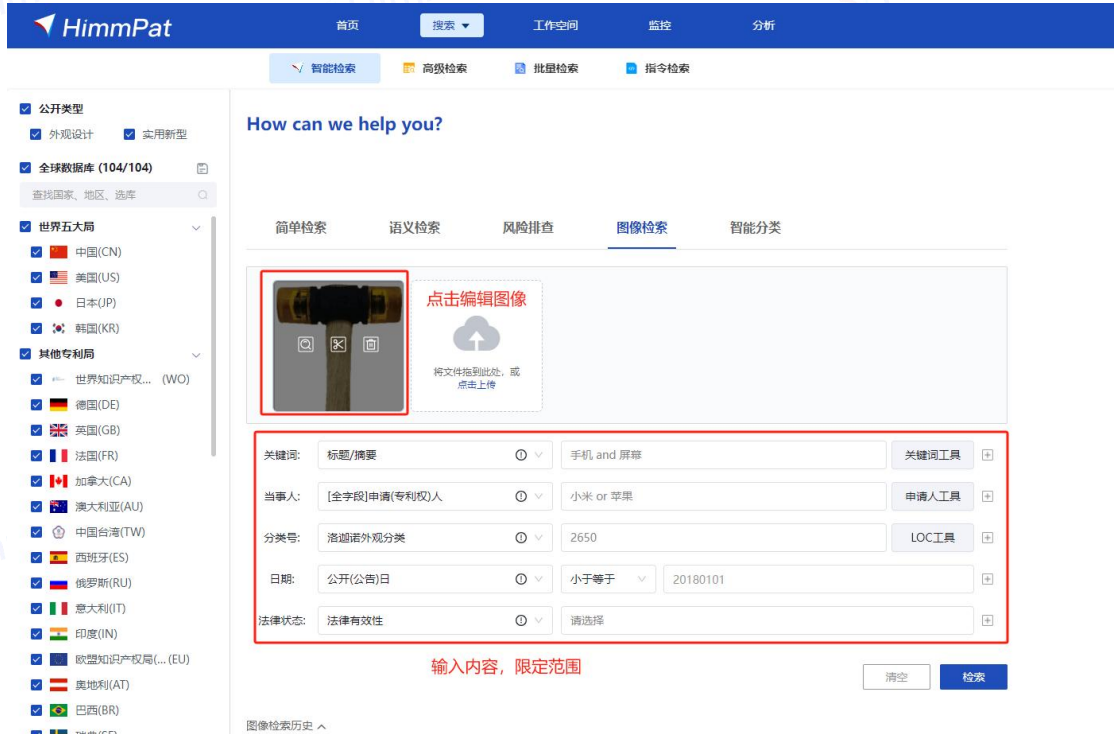 HimmPat
首页
搜索
工作空间
监控
分析
智能检索
高级检索
批量检索
指令检索
公开类型
外观设计
实用新型
全球数据库 (104/104)
查找国家、地区、选库
世界五大局
中国(CN)
美国(US)
日本(JP)
韩国(KR)
其他专利局
世界知识产权... (WO)
德国(DE)
英国(GB)
法国(FR)
加拿大(CA)
澳大利亚(AU)
中国台湾(TW)
西班牙(ES)
俄罗斯(RU)
意大利(IT)
印度(IN)
欧盟知识产权局(... (EU)
奥地利(AT)
巴西(BR)
How can we help you?
简单检索
语义检索
风险排查
图像检索
智能分类
点击编辑图像
将文件拖到此处，或
点击上传
关键词: 标题/摘要 手机 and 屏幕 关键词工具
当事人: [全字段]申请(专利权)人 小米 or 苹果 申请人工具
分类号: 洛迦诺外观分类 2650 LOC工具
日期: 公开(公告)日 小于等于 20180101
法律状态: 法律有效性 请选择
输入内容，限定范围
清空
检索
图像检索历史